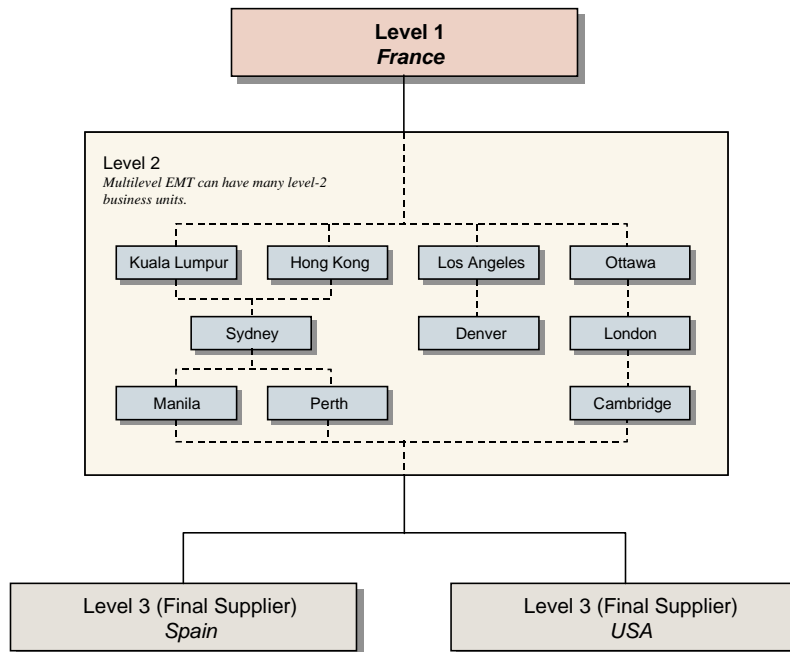 Level 1
France
Level 2
Multilevel EMT can have many level-2
business units.
Kuala Lumpur
Hong Kong
Los Angeles
Ottawa
Sydney
Denver
London
Manila
Perth
Cambridge
Level 3 (Final Supplier)
Spain
Level 3 (Final Supplier)
USA